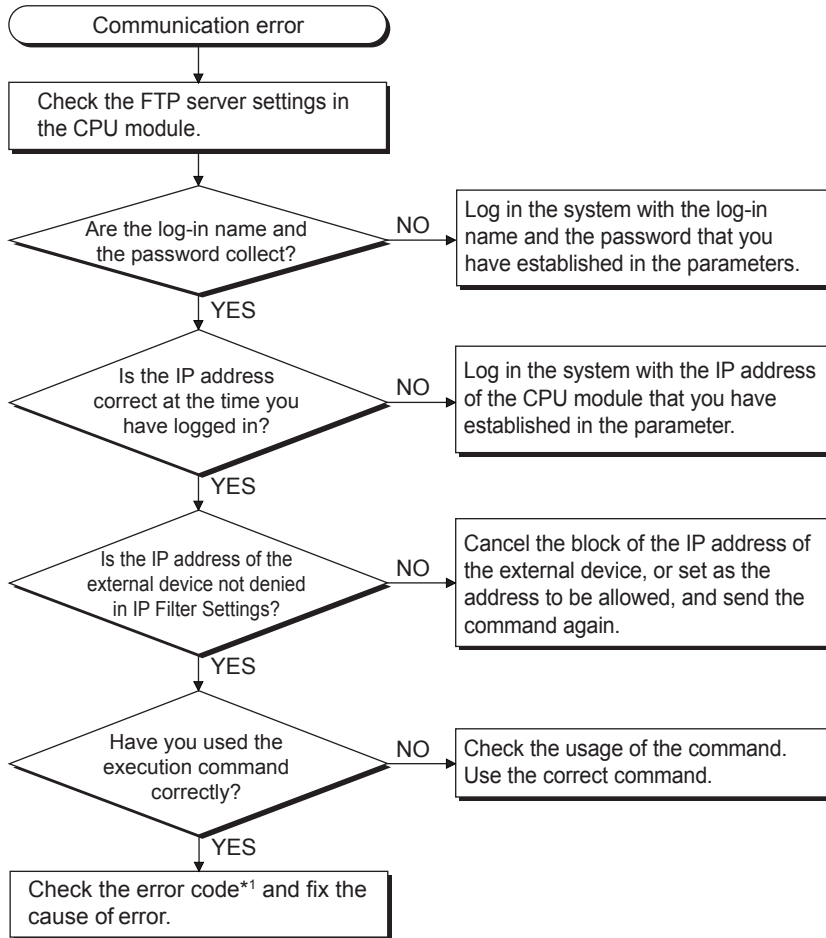 Communication error
Check the FTP server settings in
the CPU module.
Are the log-in name and
the password collect?
NO
Log in the system with the log-in
name and the password that you
have established in the parameters.
YES
Is the IP address
correct at the time you
have logged in?
NO
Log in the system with the IP address
of the CPU module that you have
established in the parameter.
YES
Is the IP address of the
external device not denied
in IP Filter Settings?
NO
Cancel the block of the IP address of
the external device, or set as the
address to be allowed, and send the
command again.
YES
Have you used the
execution command
correctly?
NO
Check the usage of the command.
Use the correct command.
YES
Check the error code*1 and fix the
cause of error.